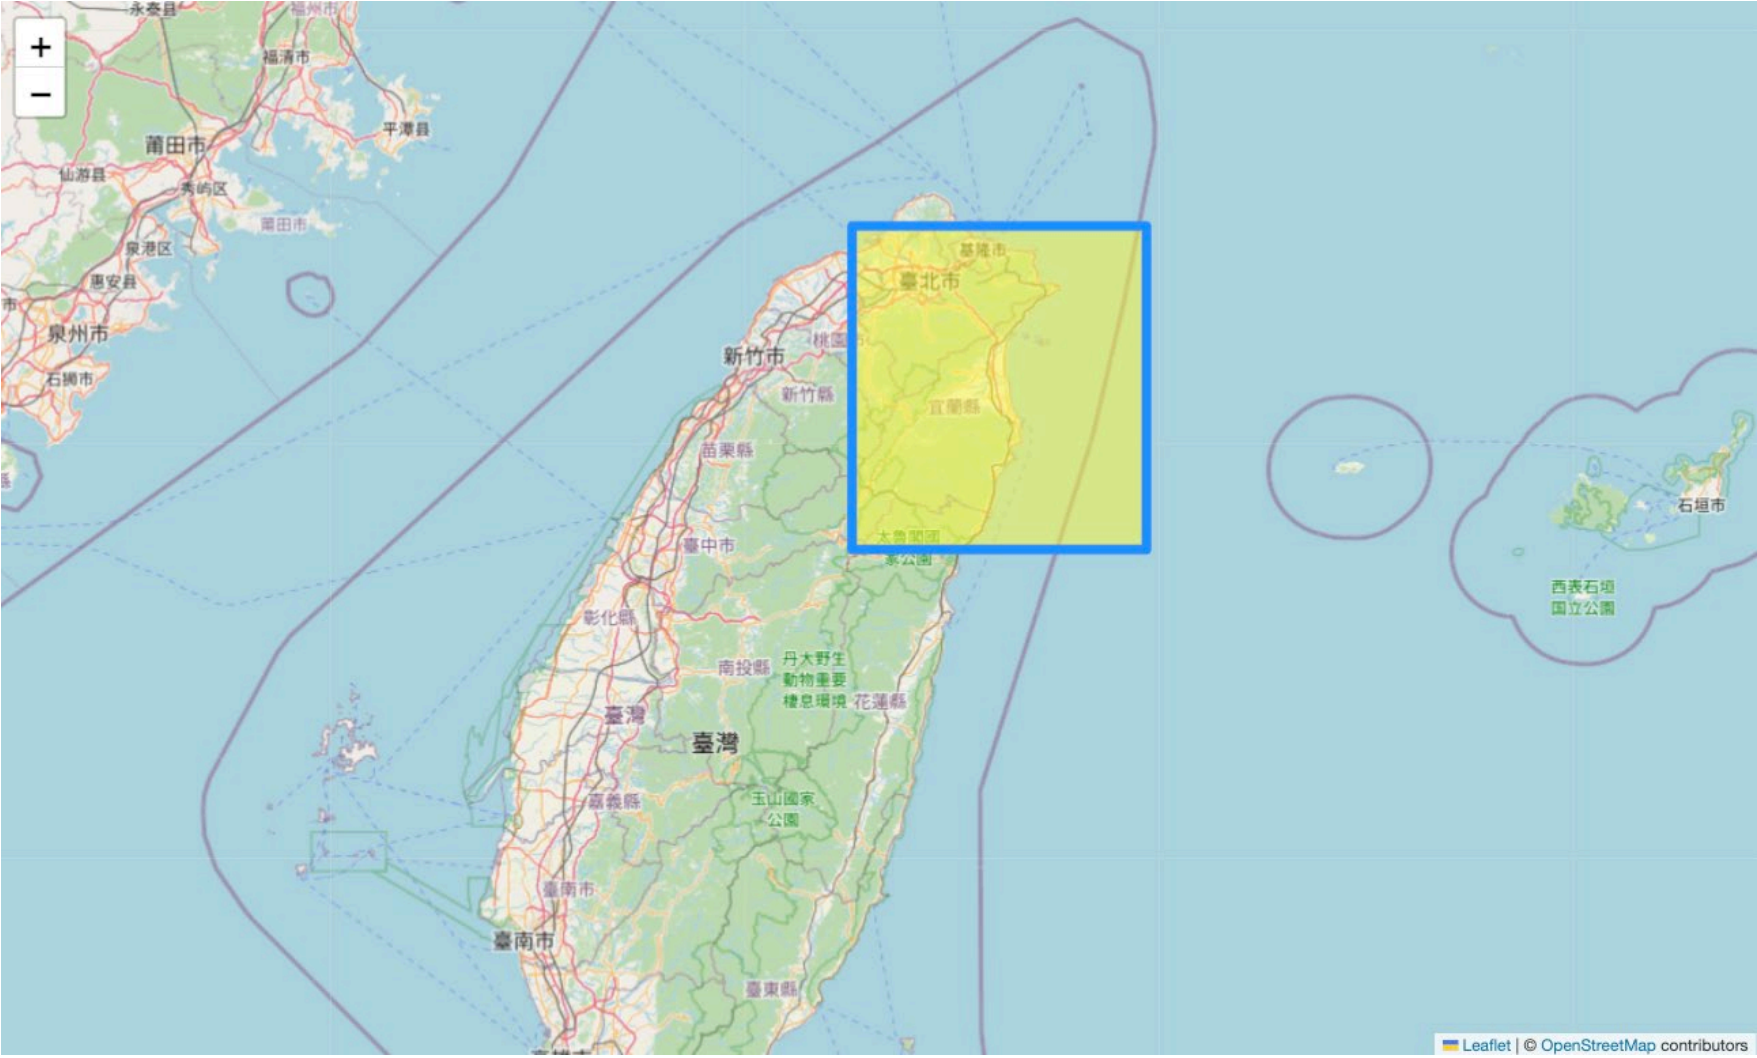 永泰县
福州市
+
福清市
−
平潭县
莆田市
仙游县
秀屿区
莆田市
泉港区
基隆市
惠安县
臺北市
市
泉州市
桃園市
新竹市
石狮市
新竹縣
宜蘭縣
苗栗縣
縣
石垣市
太魯閣國
家公園
臺中市
西表石垣
国立公園
彰化縣
丹大野生
動物重要
棲息環境
南投縣
花蓮縣
臺灣
臺灣
玉山國家
公園
嘉義縣
臺南市
臺南市
臺東縣
高雄市
Leaflet | © OpenStreetMap contributors